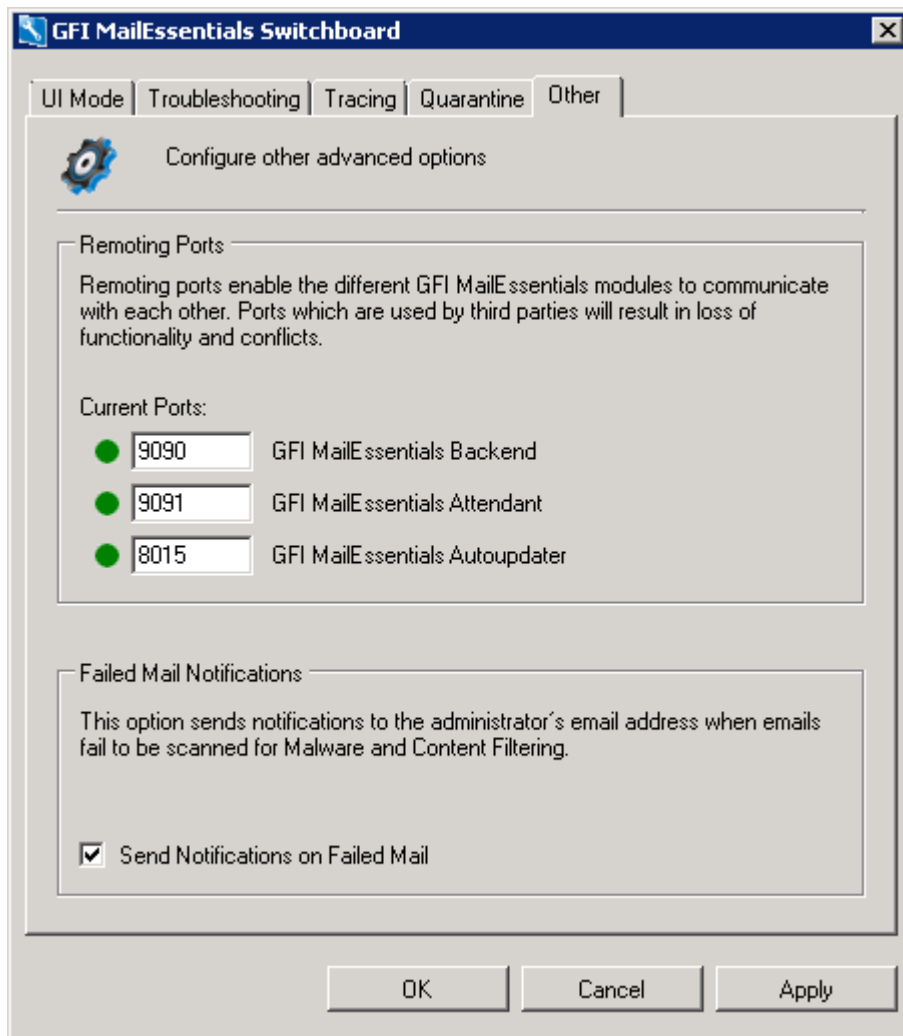 GFI MailEssentials Switchboard
UI Mode
Troubleshooting
Tracing
Quarantine
Other
Configure other advanced options
Remoting Ports
Remoting ports enable the different GFI MailEssentials modules to communicate
with each other. Ports which are used by third parties will result in loss of
functionality and conflicts.
Current Ports:
9090 GFI MailEssentials Backend
9091 GFI MailEssentials Attendant
8015 GFI MailEssentials Autoupdater
Failed Mail Notifications
This option sends notifications to the administrator´s email address when emails
fail to be scanned for Malware and Content Filtering.
Send Notifications on Failed Mail
OK
Cancel
Apply